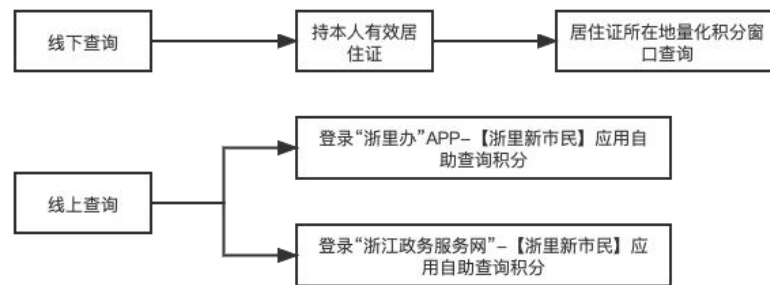 线下查询
持本人有效居
住证
居住证所在地量化积分窗
口查询
线上查询
登录“浙里办”APP-【浙里新市民】应用自
助查询积分
登录“浙江政务服务网”-【浙里新市民】应
用自助查询积分